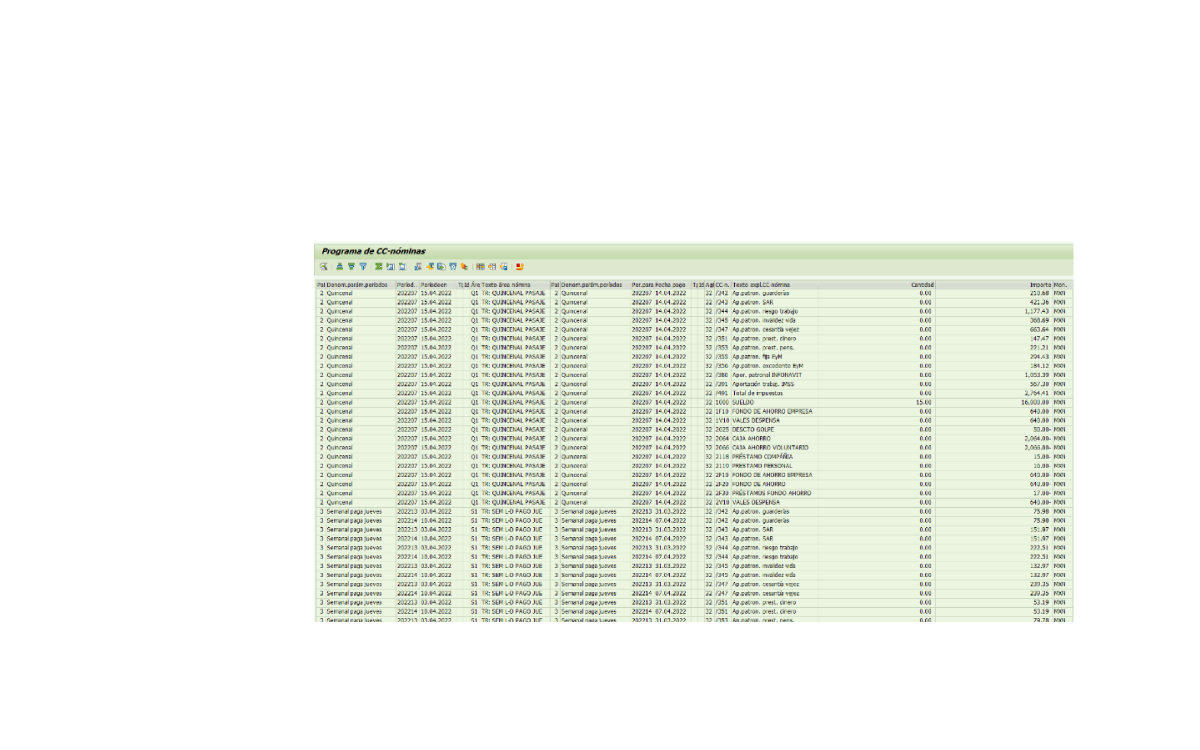 Programa de CC-nóminas
Pal Denom.parám.períodos Períod. Períodoen T¡Id Áre Texto área nómina Pal Denom.parám.períodos Per.para Fecha pago T¡Id Agl CC-n. Texto expl.CC-nómina Cantidad Importe Mon.
2 Quincenal 202207 15.04.2022 Q1 TR: QUINCENAL PASAJE 2 Quincenal 202207 14.04.2022 32 /342 Ap.patron. guarderías 0.00 210.68 MXN
2 Quincenal 202207 15.04.2022 Q1 TR: QUINCENAL PASAJE 2 Quincenal 202207 14.04.2022 32 /343 Ap.patron. SAR 0.00 421.36 MXN
2 Quincenal 202207 15.04.2022 Q1 TR: QUINCENAL PASAJE 2 Quincenal 202207 14.04.2022 32 /344 Ap.patron. riesgo trabajo 0.00 1,177.43 MXN
2 Quincenal 202207 15.04.2022 Q1 TR: QUINCENAL PASAJE 2 Quincenal 202207 14.04.2022 32 /345 Ap.patron. invalidez vida 0.00 368.69 MXN
2 Quincenal 202207 15.04.2022 Q1 TR: QUINCENAL PASAJE 2 Quincenal 202207 14.04.2022 32 /347 Ap.patron. cesantía vejez 0.00 663.64 MXN
2 Quincenal 202207 15.04.2022 Q1 TR: QUINCENAL PASAJE 2 Quincenal 202207 14.04.2022 32 /351 Ap.patron. prest. dinero 0.00 147.47 MXN
2 Quincenal 202207 15.04.2022 Q1 TR: QUINCENAL PASAJE 2 Quincenal 202207 14.04.2022 32 /353 Ap.patron. prest. pens. 0.00 221.21 MXN
2 Quincenal 202207 15.04.2022 Q1 TR: QUINCENAL PASAJE 2 Quincenal 202207 14.04.2022 32 /355 Ap.patron. fija EyM 0.00 294.43 MXN
2 Quincenal 202207 15.04.2022 Q1 TR: QUINCENAL PASAJE 2 Quincenal 202207 14.04.2022 32 /356 Ap.patron. excedente EyM 0.00 184.12 MXN
2 Quincenal 202207 15.04.2022 Q1 TR: QUINCENAL PASAJE 2 Quincenal 202207 14.04.2022 32 /386 Aper. patronal INFONAVIT 0.00 1,053.39 MXN
2 Quincenal 202207 15.04.2022 Q1 TR: QUINCENAL PASAJE 2 Quincenal 202207 14.04.2022 32 /391 Aportación trabaj. IMSS 0.00 567.30 MXN
2 Quincenal 202207 15.04.2022 Q1 TR: QUINCENAL PASAJE 2 Quincenal 202207 14.04.2022 32 /491 Total de impuestos 0.00 2,764.41 MXN
2 Quincenal 202207 15.04.2022 Q1 TR: QUINCENAL PASAJE 2 Quincenal 202207 14.04.2022 32 1000 SUELDO 15.00 16,000.00 MXN
2 Quincenal 202207 15.04.2022 Q1 TR: QUINCENAL PASAJE 2 Quincenal 202207 14.04.2022 32 1F10 FONDO DE AHORRO EMPRESA 0.00 640.00 MXN
2 Quincenal 202207 15.04.2022 Q1 TR: QUINCENAL PASAJE 2 Quincenal 202207 14.04.2022 32 1V10 VALES DESPENSA 0.00 640.00 MXN
2 Quincenal 202207 15.04.2022 Q1 TR: QUINCENAL PASAJE 2 Quincenal 202207 14.04.2022 32 2025 DESCTO GOLPE 0.00 50.00- MXN
2 Quincenal 202207 15.04.2022 Q1 TR: QUINCENAL PASAJE 2 Quincenal 202207 14.04.2022 32 2064 CAJA AHORRO 0.00 2,064.00- MXN
2 Quincenal 202207 15.04.2022 Q1 TR: QUINCENAL PASAJE 2 Quincenal 202207 14.04.2022 32 2066 CAJA AHORRO VOLUNTARIO 0.00 2,066.00- MXN
2 Quincenal 202207 15.04.2022 Q1 TR: QUINCENAL PASAJE 2 Quincenal 202207 14.04.2022 32 2118 PRÉSTAMO COMPAÑÍA 0.00 15.00- MXN
2 Quincenal 202207 15.04.2022 Q1 TR: QUINCENAL PASAJE 2 Quincenal 202207 14.04.2022 32 2119 PRESTAMO PERSONAL 0.00 10.00- MXN
2 Quincenal 202207 15.04.2022 Q1 TR: QUINCENAL PASAJE 2 Quincenal 202207 14.04.2022 32 2F10 FONDO DE AHORRO EMPRESA 0.00 640.00- MXN
2 Quincenal 202207 15.04.2022 Q1 TR: QUINCENAL PASAJE 2 Quincenal 202207 14.04.2022 32 2F20 FONDO DE AHORRO 0.00 640.00- MXN
2 Quincenal 202207 15.04.2022 Q1 TR: QUINCENAL PASAJE 2 Quincenal 202207 14.04.2022 32 2F30 PRÉSTAMOS FONDO AHORRO 0.00 17.00- MXN
2 Quincenal 202207 15.04.2022 Q1 TR: QUINCENAL PASAJE 2 Quincenal 202207 14.04.2022 32 2V10 VALES DESPENSA 0.00 640.00- MXN
3 Semanal paga jueves 202213 03.04.2022 S1 TR: SEM L-D PAGO JUE 3 Semanal paga jueves 202213 31.03.2022 32 /342 Ap.patron. guarderías 0.00 75.98 MXN
3 Semanal paga jueves 202214 10.04.2022 S1 TR: SEM L-D PAGO JUE 3 Semanal paga jueves 202214 07.04.2022 32 /342 Ap.patron. guarderías 0.00 75.98 MXN
3 Semanal paga jueves 202213 03.04.2022 S1 TR: SEM L-D PAGO JUE 3 Semanal paga jueves 202213 31.03.2022 32 /343 Ap.patron. SAR 0.00 151.97 MXN
3 Semanal paga jueves 202214 10.04.2022 S1 TR: SEM L-D PAGO JUE 3 Semanal paga jueves 202214 07.04.2022 32 /343 Ap.patron. SAR 0.00 151.97 MXN
3 Semanal paga jueves 202213 03.04.2022 S1 TR: SEM L-D PAGO JUE 3 Semanal paga jueves 202213 31.03.2022 32 /344 Ap.patron. riesgo trabajo 0.00 222.51 MXN
3 Semanal paga jueves 202214 10.04.2022 S1 TR: SEM L-D PAGO JUE 3 Semanal paga jueves 202214 07.04.2022 32 /344 Ap.patron. riesgo trabajo 0.00 222.51 MXN
3 Semanal paga jueves 202213 03.04.2022 S1 TR: SEM L-D PAGO JUE 3 Semanal paga jueves 202213 31.03.2022 32 /345 Ap.patron. invalidez vida 0.00 132.97 MXN
3 Semanal paga jueves 202214 10.04.2022 S1 TR: SEM L-D PAGO JUE 3 Semanal paga jueves 202214 07.04.2022 32 /345 Ap.patron. invalidez vida 0.00 132.97 MXN
3 Semanal paga jueves 202213 03.04.2022 S1 TR: SEM L-D PAGO JUE 3 Semanal paga jueves 202213 31.03.2022 32 /347 Ap.patron. cesantía vejez 0.00 239.35 MXN
3 Semanal paga jueves 202214 10.04.2022 S1 TR: SEM L-D PAGO JUE 3 Semanal paga jueves 202214 07.04.2022 32 /347 Ap.patron. cesantía vejez 0.00 239.35 MXN
3 Semanal paga jueves 202213 03.04.2022 S1 TR: SEM L-D PAGO JUE 3 Semanal paga jueves 202213 31.03.2022 32 /351 Ap.patron. prest. dinero 0.00 53.19 MXN
3 Semanal paga jueves 202214 10.04.2022 S1 TR: SEM L-D PAGO JUE 3 Semanal paga jueves 202214 07.04.2022 32 /351 Ap.patron. prest. dinero 0.00 53.19 MXN
3 Semanal paga jueves 202213 03.04.2022 S1 TR: SEM L-D PAGO JUE 3 Semanal paga jueves 202213 31.03.2022 32 /353 Ap.patron. prest. pens. 0.00 79.78 MXN